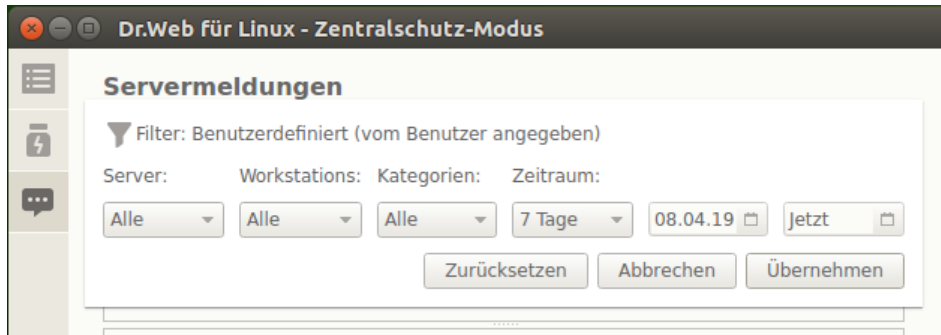 Dr.Web für Linux - Zentralschutz-Modus
Servermeldungen
Filter: Benutzerdefiniert (vom Benutzer angegeben)
Server: Workstations: Kategorien: Zeitraum:
Alle Alle Alle 7 Tage 08.04.19 Jetzt
Zurücksetzen Abbrechen Übernehmen